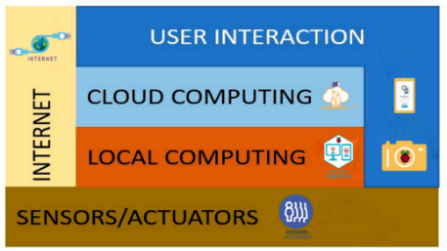 USER INTERACTION
INTERNET
CLOUD COMPUTING
INTERNET
LOCAL COMPUTING
SENSORS/ACTUATORS